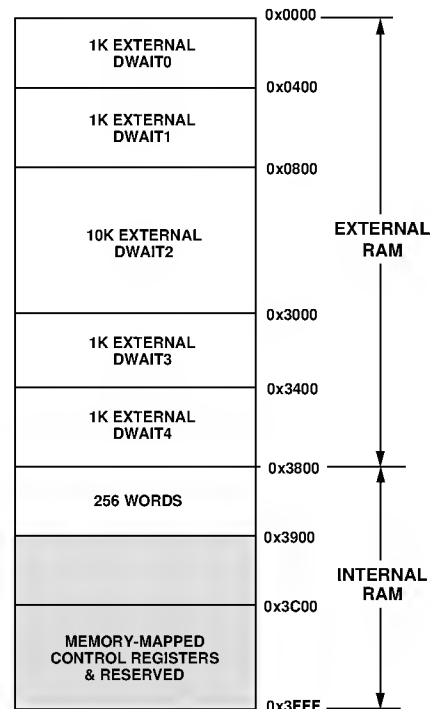 0x0000
1K EXTERNAL
DWAIT0
0x0400
1K EXTERNAL
DWAIT1
0x0800
10K EXTERNAL
DWAIT2
EXTERNAL
RAM
0x3000
1K EXTERNAL
DWAIT3
0x3400
1K EXTERNAL
DWAIT4
0x3800
256 WORDS
0x3900
INTERNAL
RAM
0x3C00
MEMORY-MAPPED
CONTROL REGISTERS
& RESERVED
0x3FFF